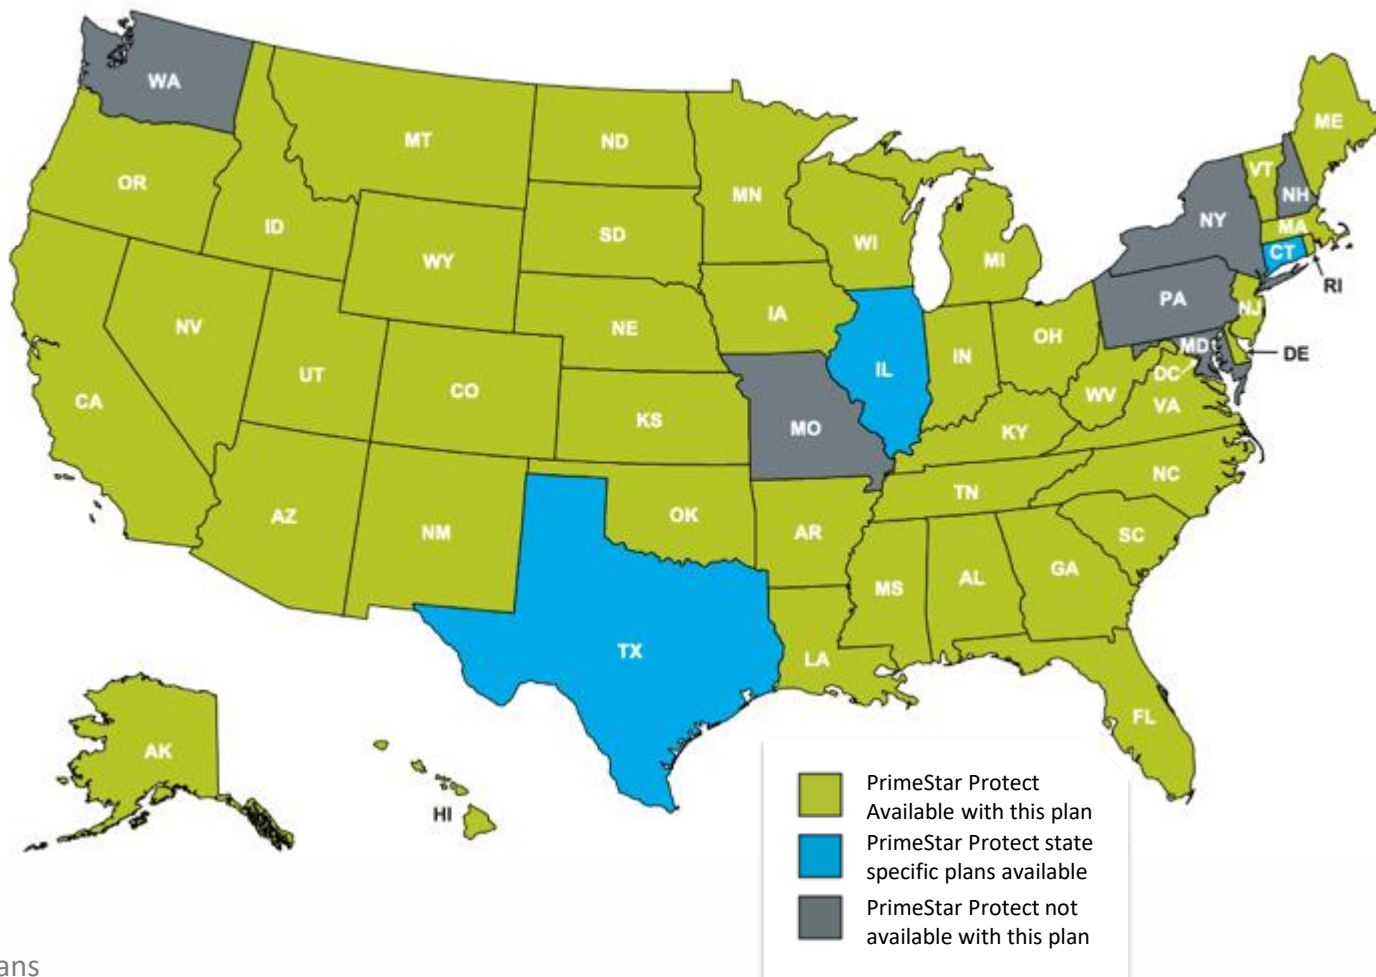 WA
ME
MT
ND
VT
OR
MN
NH
ID
SD
NY
MA
WI
CT
WY
MI
RI
PA
NV
IA
NJ
NE
OH
MD
IN
DE
UT
IL
DC
CO
WV
CA
VA
KS
MO
KY
NC
TN
AZ
OK
NM
AR
SC
GA
AL
MS
TX
LA
FL
AK
HI
PrimeStar Protect
Available with this plan
PrimeStar Protect state
specific plans available
PrimeStar Protect not
available with this plan
ans